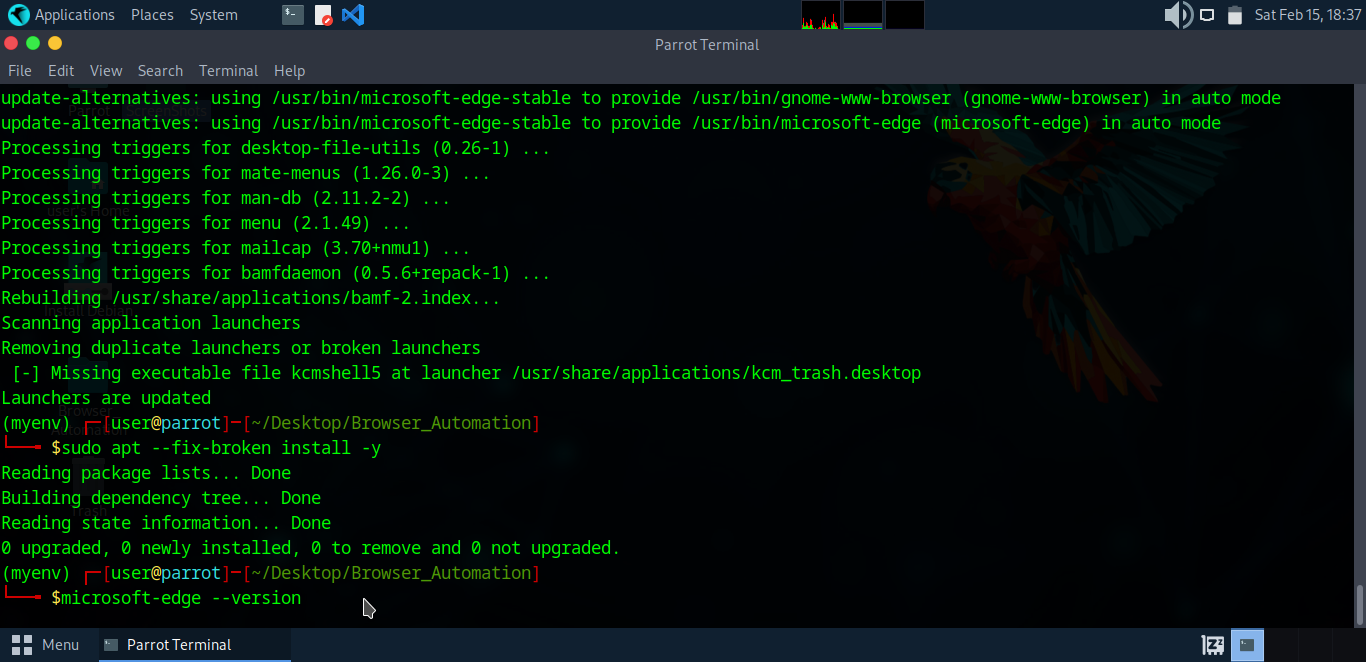 Applications Places System Sat Feb 15, 18:37
Parrot Terminal
File Edit View Search Terminal Help
update-alternatives: using /usr/bin/microsoft-edge-stable to provide /usr/bin/gnome-www-browser (gnome-www-browser) in auto mode
update-alternatives: using /usr/bin/microsoft-edge-stable to provide /usr/bin/microsoft-edge (microsoft-edge) in auto mode
Processing triggers for desktop-file-utils (0.26-1) ...
Processing triggers for mate-menus (1.26.0-3) ...
Processing triggers for man-db (2.11.2-2) ...
Processing triggers for menu (2.1.49) ...
Processing triggers for mailcap (3.70+nmu1) ...
Processing triggers for bamfdaemon (0.5.6+repack-1) ...
Rebuilding /usr/share/applications/bamf-2.index...
Scanning application launchers
Removing duplicate launchers or broken launchers
 [-] Missing executable file kcmshell5 at launcher /usr/share/applications/kcm_trash.desktop
Launchers are updated
(myenv) ┌─[user@parrot]─[~/Desktop/Browser_Automation]
└──╼ $sudo apt --fix-broken install -y
Reading package lists... Done
Building dependency tree... Done
Reading state information... Done
0 upgraded, 0 newly installed, 0 to remove and 0 not upgraded.
(myenv) ┌─[user@parrot]─[~/Desktop/Browser_Automation]
└──╼ $microsoft-edge --version
Menu Parrot Terminal